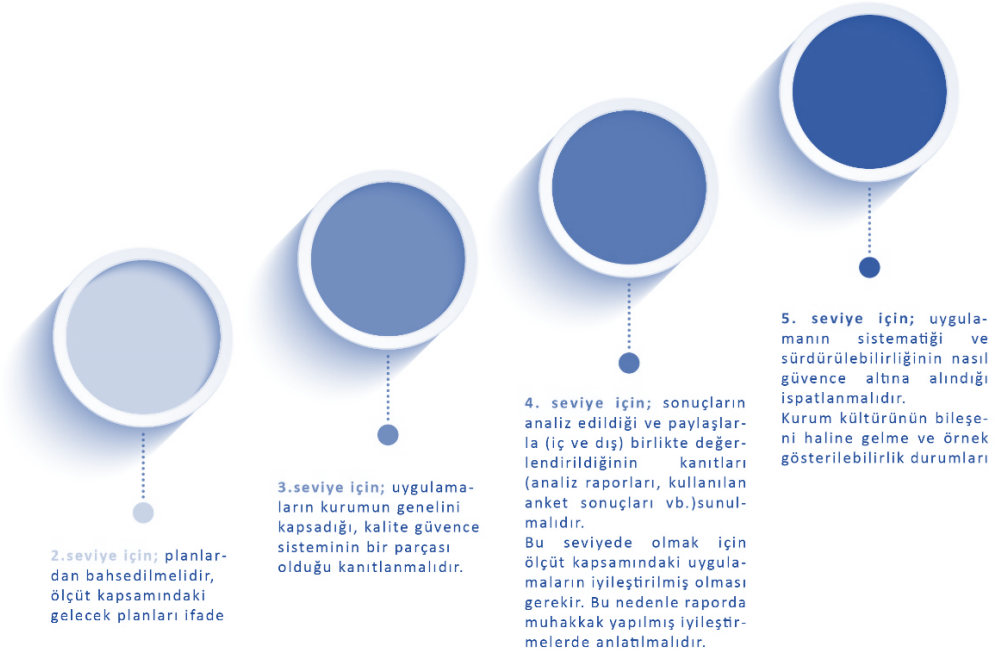 2.seviye için; planlar-
dan bahsedilmelidir,
ölçüt kapsamındaki
gelecek planları ifade
3.seviye için; uygulama-
ların kurumun genelini
kapsadığı, kalite güvence
sisteminin bir parçası
olduğu kanıtlanmalıdır.
4. seviye için; sonuçların
analiz edildiği ve paylaşlar-
la (iç ve dış) birlikte değer-
lendirildiğinin kanıtları
(analiz raporları, kullanılan
anket sonuçları vb.)sunul-
malıdır.
Bu seviyede olmak için
ölçüt kapsamındaki uygula-
maların iyileştirilmiş olması
gerekir. Bu nedenle raporda
muhakkak yapılmış iyileştir-
melerde anlatılmalıdır.
5. seviye için; uygula-
manın sistematiği ve
sürdürülebilirliğinin nasıl
güvence altına alındığı
ispatlanmalıdır.
Kurum kültürünün bileşe-
ni haline gelme ve örnek
gösterilebilirlik durumları